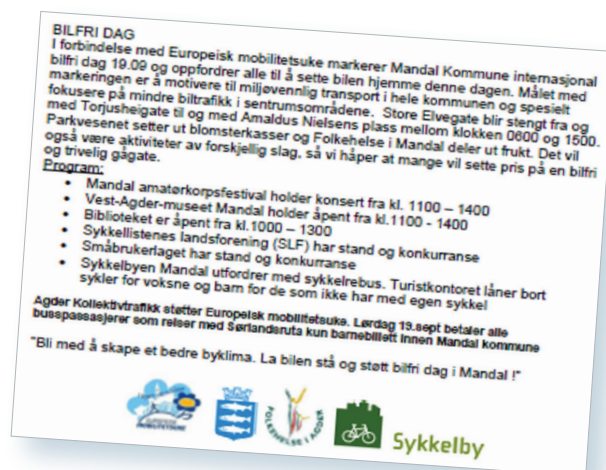 BILFRI DAG
I forbindelse med Europeisk mobilitetsuke markerer Mandal Kommune internasjonal
bilfri dag 19.09 og oppfordrer alle til å sette bilen hjemme denne dagen. Målet med
markeringen er å motivere til miljøvennlig transport i hele kommunen og spesielt
fokusere på mindre biltrafikk i sentrumsområdene. Store Elvegate blir stengt fra og
med Torjusheigate til og med Amaldus Nielsens plass mellom klokken 0600 og 1500.
Parkvesenet setter ut blomsterkasser og Folkehelse i Mandal deler ut frukt. Det vil
også være aktiviteter av forskjellig slag, så vi håper at mange vil sette pris på en bilfri
og trivelig gågate.
Program:
• Mandal amatørkorpsfestival holder konsert fra kl. 1100 – 1400
• Vest-Agder-museet Mandal holder åpent fra kl.1100 - 1400
• Biblioteket er åpent fra kl.1000 – 1300
• Sykkellistenes landsforening (SLF) har stand og konkurranse
• Småbrukerlaget har stand og konkurranse
• Sykkelbyen Mandal utfordrer med sykkelrebus. Turistkontoret låner bort
sykler for voksne og barn for de som ikke har med egen sykkel
Agder Kollektivtrafikk støtter Europeisk mobilitetsuke. Lørdag 19.sept betaler alle
busspassasjerer som reiser med Sørlandsruta kun barnebillett innen Mandal kommune
"Bli med å skape et bedre byklima. La bilen stå og støtt bilfri dag i Mandal !"
FOLKEHELSE I AGDER
Sykkelby